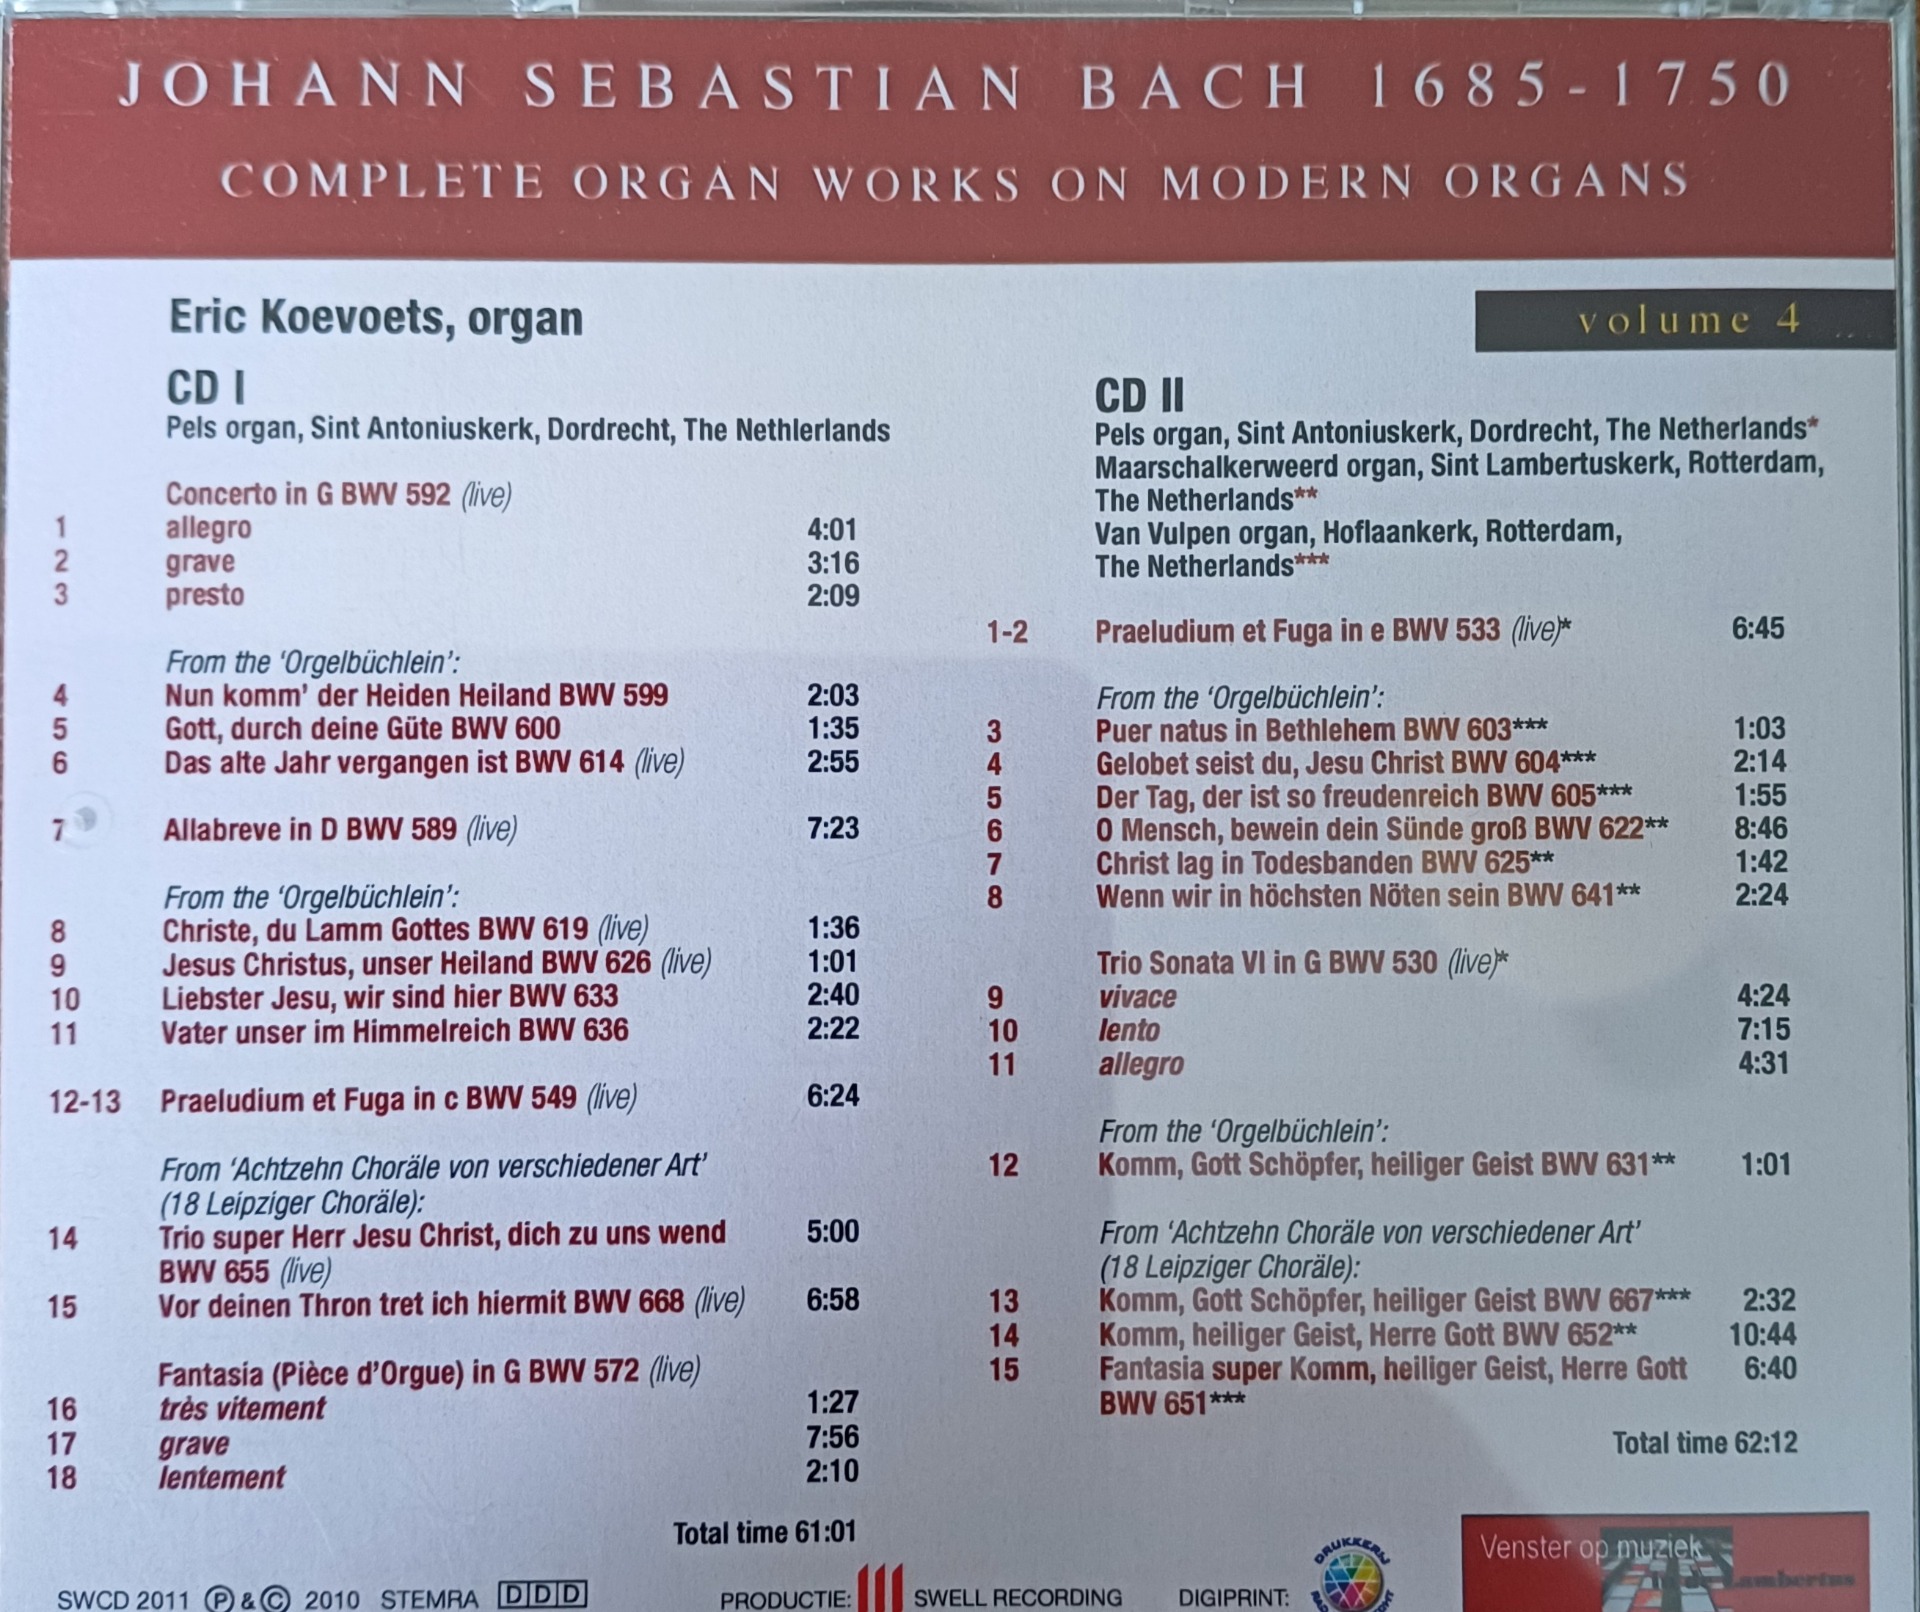 JOHANN SEBASTIAN BACH 1685-1750
COMPLETE ORGAN WORKS ON MODERN ORGANS
volume 4
Eric Koevoets, organ
CD I
Pels organ, Sint Antoniuskerk, Dordrecht, The Nethlerlands
Concerto in G BWV 592 (live)
1 allegro 4:01
2 grave 3:16
3 presto 2:09
From the 'Orgelbüchlein':
4 Nun komm' der Heiden Heiland BWV 599 2:03
5 Gott, durch deine Güte BWV 600 1:35
6 Das alte Jahr vergangen ist BWV 614 (live) 2:55
7 Allabreve in D BWV 589 (live) 7:23
From the 'Orgelbüchlein':
8 Christe, du Lamm Gottes BWV 619 (live) 1:36
9 Jesus Christus, unser Heiland BWV 626 (live) 1:01
10 Liebster Jesu, wir sind hier BWV 633 2:40
11 Vater unser im Himmelreich BWV 636 2:22
12-13 Praeludium et Fuga in c BWV 549 (live) 6:24
From 'Achtzehn Choräle von verschiedener Art'
(18 Leipziger Choräle):
14 Trio super Herr Jesu Christ, dich zu uns wend 5:00
BWV 655 (live)
15 Vor deinen Thron tret ich hiermit BWV 668 (live) 6:58
Fantasia (Pièce d'Orgue) in G BWV 572 (live)
16 très vitement 1:27
17 grave 7:56
18 lentement 2:10
Total time 61:01
CD II
Pels organ, Sint Antoniuskerk, Dordrecht, The Netherlands*
Maarschalkerweerd organ, Sint Lambertuskerk, Rotterdam,
The Netherlands**
Van Vulpen organ, Hoflaankerk, Rotterdam,
The Netherlands***
1-2 Praeludium et Fuga in e BWV 533 (live)* 6:45
From the 'Orgelbüchlein':
3 Puer natus in Bethlehem BWV 603*** 1:03
4 Gelobet seist du, Jesu Christ BWV 604*** 2:14
5 Der Tag, der ist so freudenreich BWV 605*** 1:55
6 O Mensch, bewein dein Sünde groß BWV 622** 8:46
7 Christ lag in Todesbanden BWV 625** 1:42
8 Wenn wir in höchsten Nöten sein BWV 641** 2:24
Trio Sonata VI in G BWV 530 (live)*
9 vivace 4:24
10 lento 7:15
11 allegro 4:31
From the 'Orgelbüchlein':
12 Komm, Gott Schöpfer, heiliger Geist BWV 631** 1:01
From 'Achtzehn Choräle von verschiedener Art'
(18 Leipziger Choräle):
13 Komm, Gott Schöpfer, heiliger Geist BWV 667*** 2:32
14 Komm, heiliger Geist, Herre Gott BWV 652** 10:44
15 Fantasia super Komm, heiliger Geist, Herre Gott 6:40
BWV 651***
Total time 62:12
SWCD 2011 Ⓟ & © 2010 STEMRA DDD
PRODUCTIE: SWELL RECORDING
DIGIPRINT:
DRUKKERIJ
Venster op muziek
Lambertus